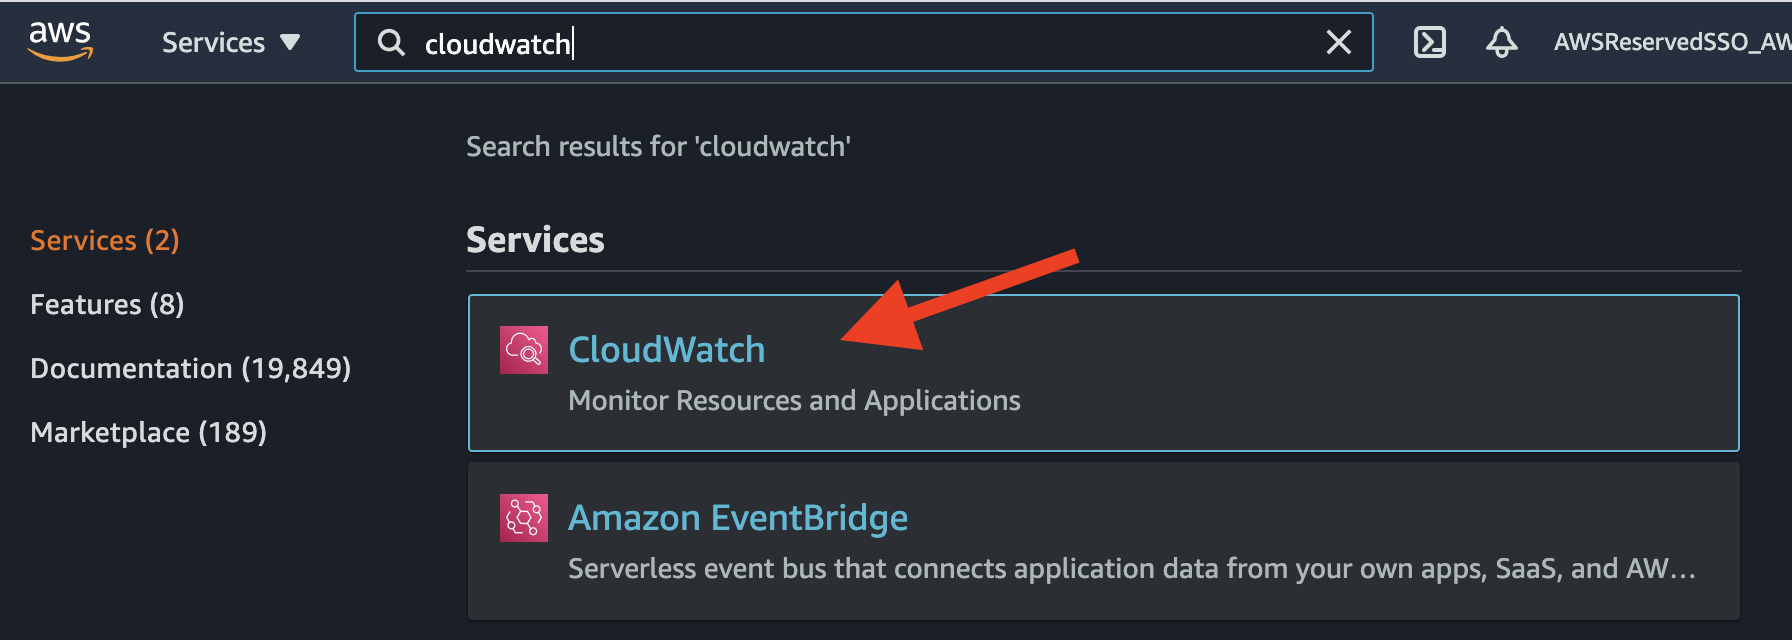 aws
Services
cloudwatch
AWSReservedSSO_AW
Search results for 'cloudwatch'
Services (2)
Features (8)
Documentation (19,849)
Marketplace (189)
Services
CloudWatch
Monitor Resources and Applications
Amazon EventBridge
Serverless event bus that connects application data from your own apps, SaaS, and AW...